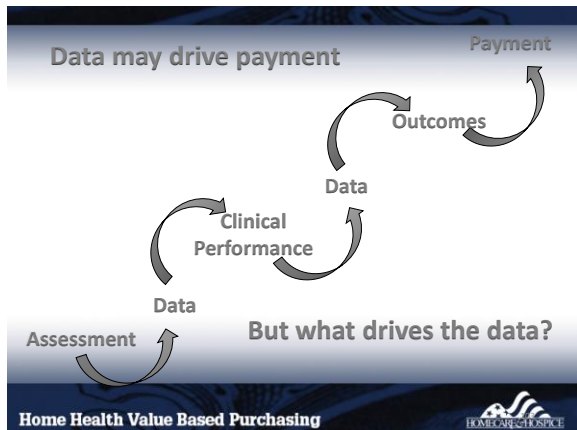 Data may drive payment
Payment
Outcomes
Data
Clinical
Performance
Data
Assessment
But what drives the data?
Home Health Value Based Purchasing
HOMECARE & HOSPICE